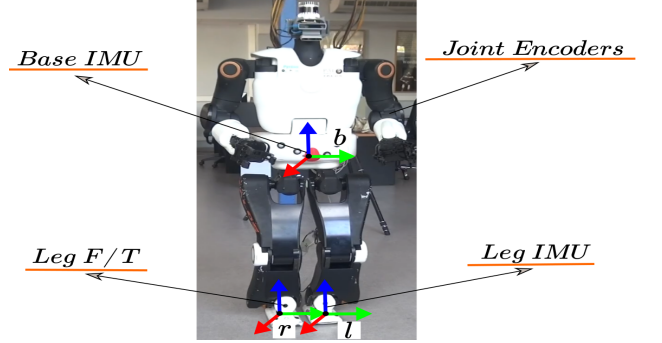 Base IMU
Joint Encoders
b
Leg F/T
Leg IMU
r
l